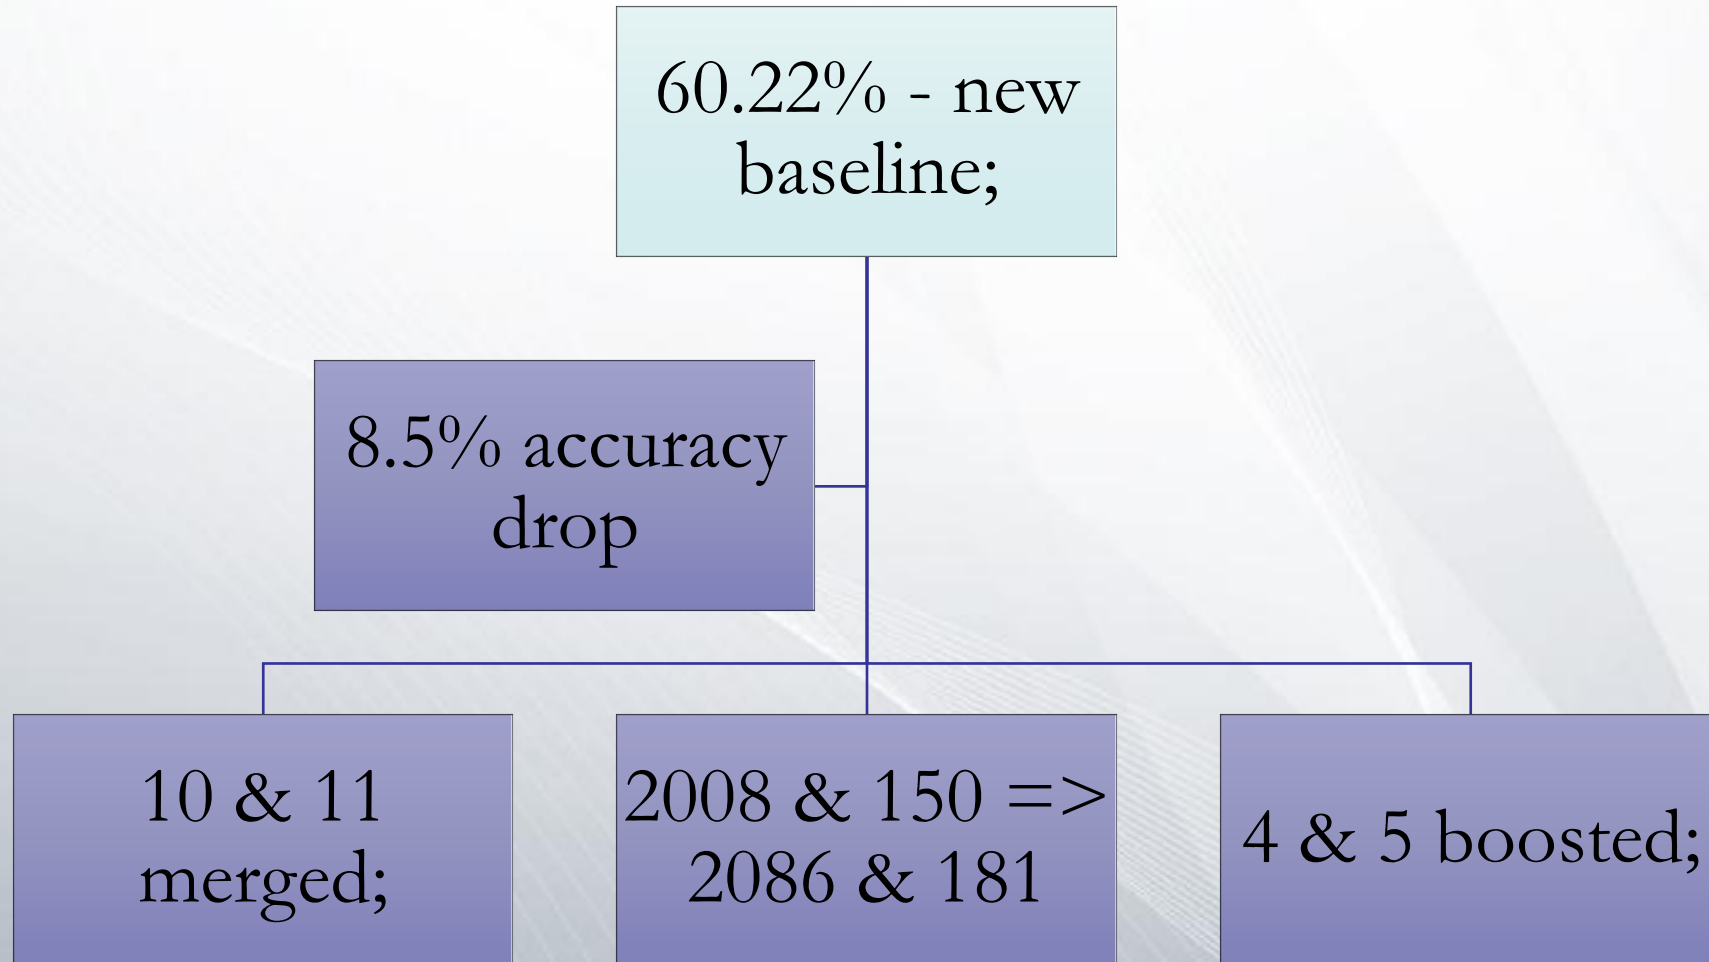 60.22% - new
baseline;
8.5% accuracy
drop
10 & 11
merged;
2008 & 150 =>
2086 & 181
4 & 5 boosted;